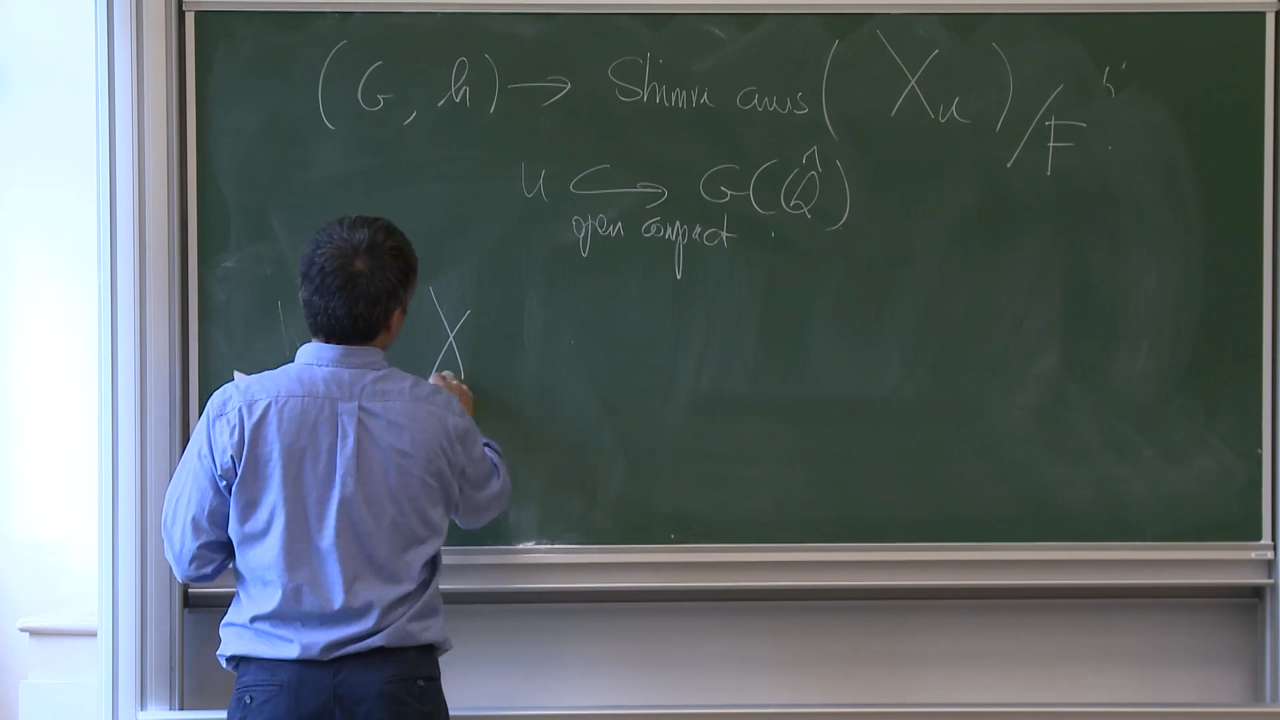 (G, h) → Shimura curves (X_U)/F
U ↪ G(Q̂)
open compact.
X